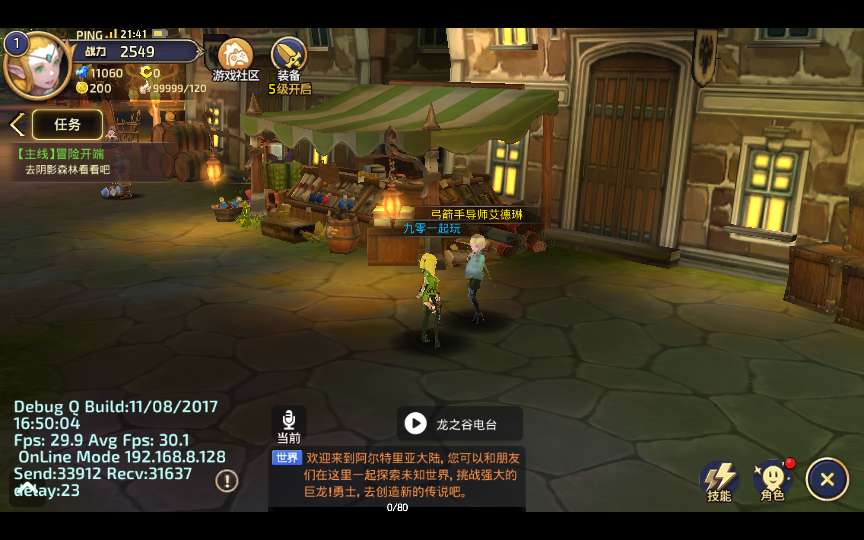 1
PING
21:41
战力 2549
11060
0
200
99999/120
游戏社区
装备
5级开启
任务
【主线】冒险开端
去阴影森林看看吧
弓箭手导师艾德琳
九零一起玩
Debug Q Build:11/08/2017
16:50:04
Fps: 29.9 Avg Fps: 30.1
OnLine Mode 192.168.8.128
Send:33912 Recv:31637
delay:23
当前
龙之谷电台
世界 欢迎来到阿尔特里亚大陆, 您可以和朋友
们在这里一起探索未知世界, 挑战强大的
巨龙!勇士, 去创造新的传说吧。
0/80
技能
角色